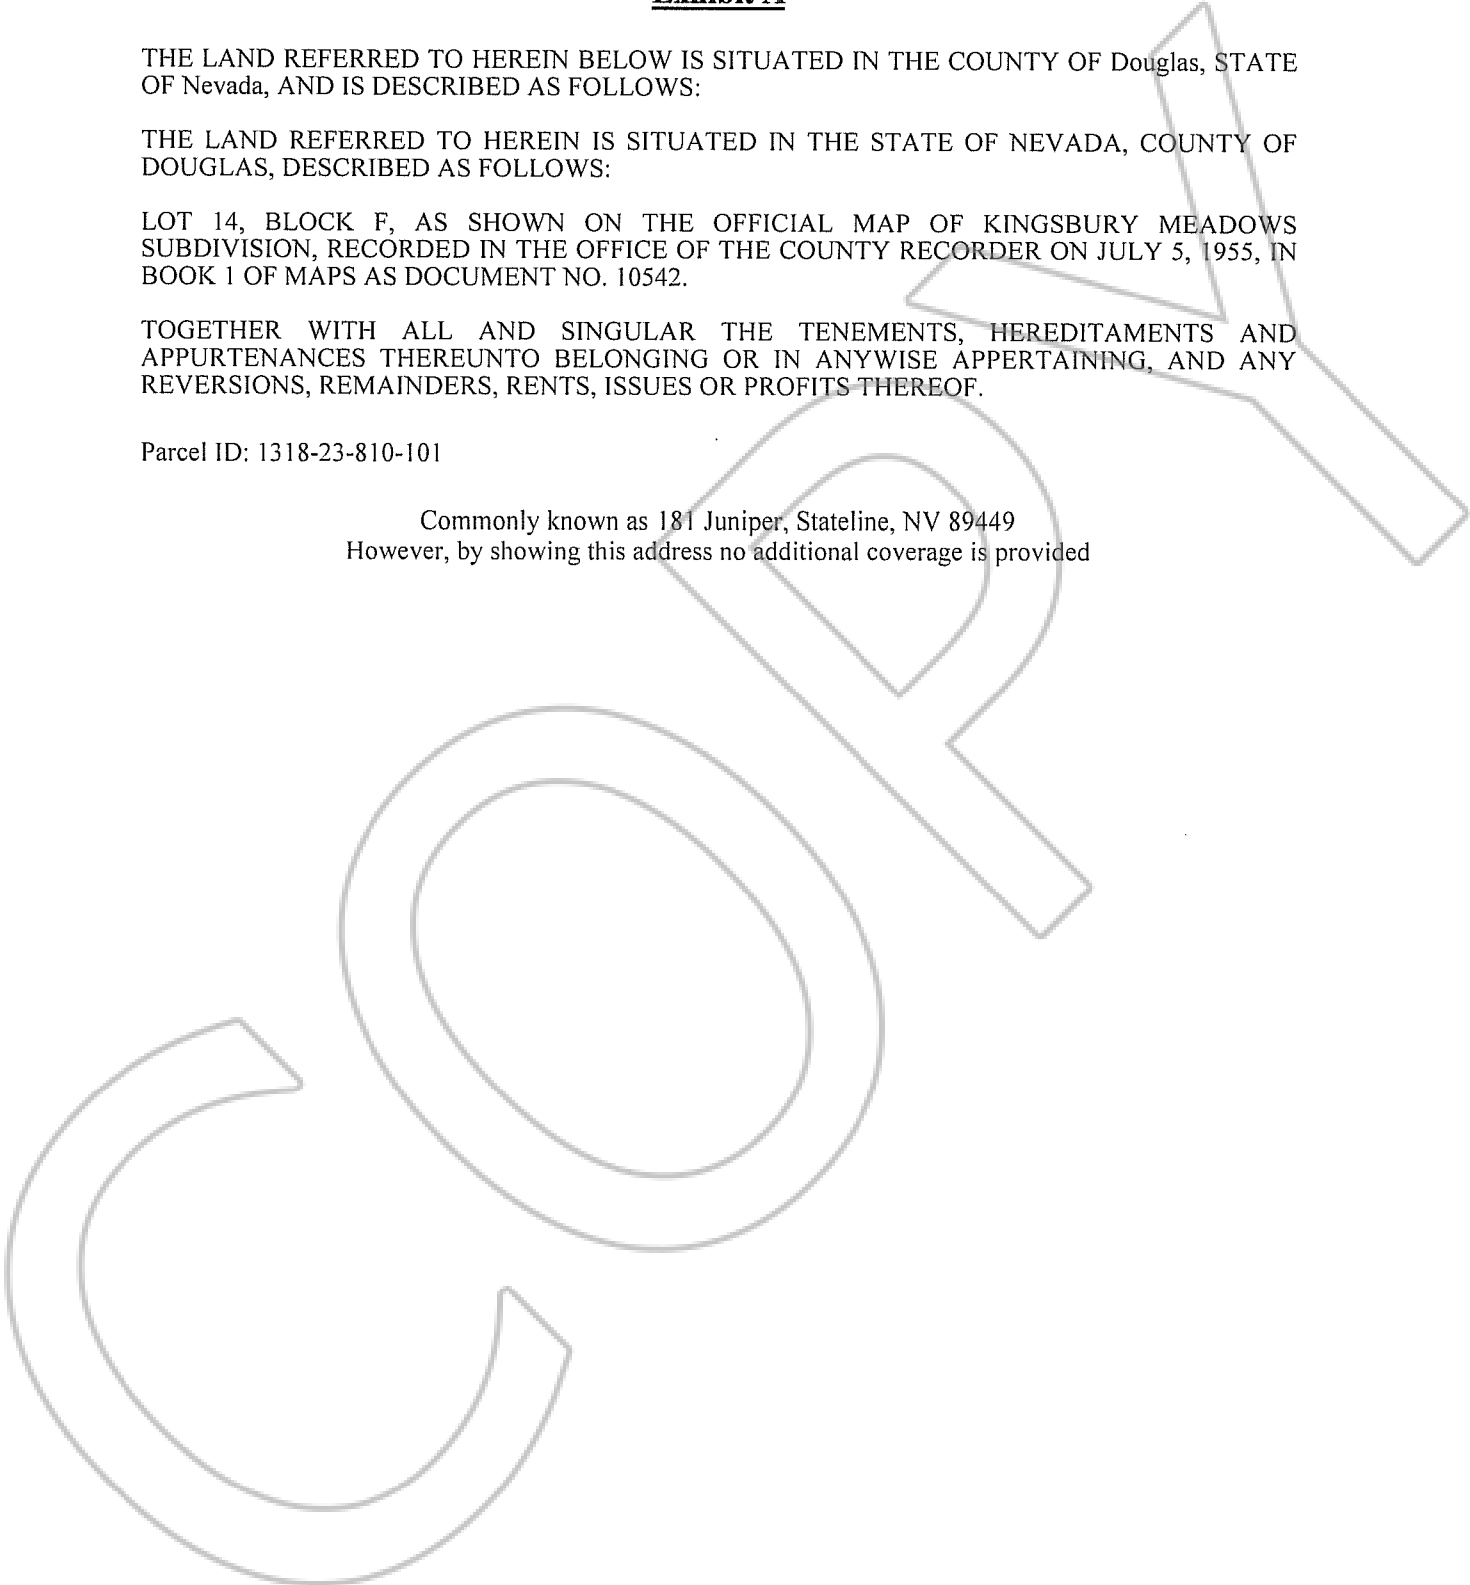 Exhibit A
THE LAND REFERRED TO HEREIN BELOW IS SITUATED IN THE COUNTY OF Douglas, STATE
OF Nevada, AND IS DESCRIBED AS FOLLOWS:
THE LAND REFERRED TO HEREIN IS SITUATED IN THE STATE OF NEVADA, COUNTY OF
DOUGLAS, DESCRIBED AS FOLLOWS:
LOT 14, BLOCK F, AS SHOWN ON THE OFFICIAL MAP OF KINGSBURY MEADOWS
SUBDIVISION, RECORDED IN THE OFFICE OF THE COUNTY RECORDER ON JULY 5, 1955, IN
BOOK 1 OF MAPS AS DOCUMENT NO. 10542.
TOGETHER WITH ALL AND SINGULAR THE TENEMENTS, HEREDITAMENTS AND
APPURTENANCES THEREUNTO BELONGING OR IN ANYWISE APPERTAINING, AND ANY
REVERSIONS, REMAINDERS, RENTS, ISSUES OR PROFITS THEREOF.
Parcel ID: 1318-23-810-101
Commonly known as 181 Juniper, Stateline, NV 89449
However, by showing this address no additional coverage is provided
COPY